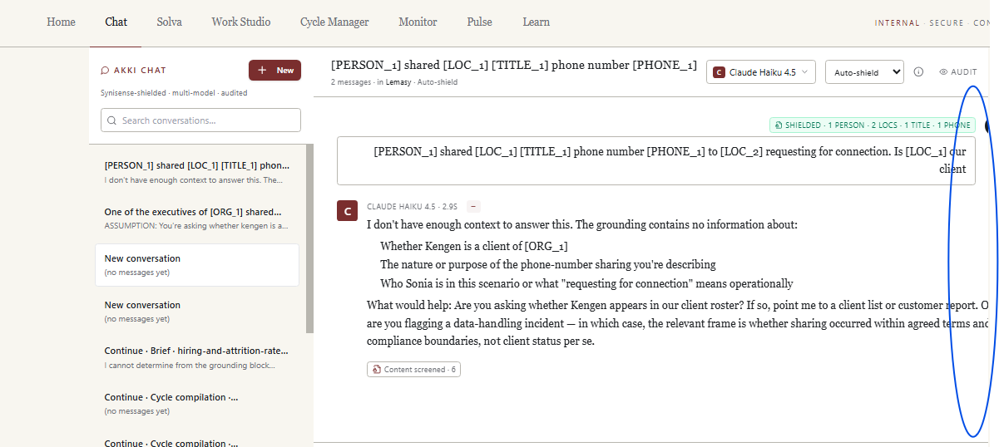 Home Chat Solva Work Studio Cycle Manager Monitor Pulse Learn INTERNAL · SECURE · CON
AKKI CHAT
+ New
Synisense-shielded · multi-model · audited
Search conversations...
[PERSON_1] shared [LOC_1] [TITLE_1] phon...
I don't have enough context to answer this. The...
One of the executives of [ORG_1] shared...
ASSUMPTION: You're asking whether kengen is a...
New conversation
(no messages yet)
New conversation
(no messages yet)
Continue · Brief · hiring-and-attrition-rate...
I cannot determine from the grounding block...
Continue · Cycle compilation ·...
(no messages yet)
Continue · Cycle compilation ·...
[PERSON_1] shared [LOC_1] [TITLE_1] phone number [PHONE_1]
2 messages · in Lemasy · Auto-shield
C Claude Haiku 4.5
Auto-shield
AUDIT
SHIELDED · 1 PERSON · 2 LOCS · 1 TITLE · 1 PHONE
[PERSON_1] shared [LOC_1] [TITLE_1] phone number [PHONE_1] to [LOC_2] requesting for connection. Is [LOC_1] our
client
C
CLAUDE HAIKU 4.5 · 2.9S –
I don't have enough context to answer this. The grounding contains no information about:
Whether Kengen is a client of [ORG_1]
The nature or purpose of the phone-number sharing you're describing
Who Sonia is in this scenario or what "requesting for connection" means operationally
What would help: Are you asking whether Kengen appears in our client roster? If so, point me to a client list or customer report. O
are you flagging a data-handling incident — in which case, the relevant frame is whether sharing occurred within agreed terms and
compliance boundaries, not client status per se.
Content screened · 6